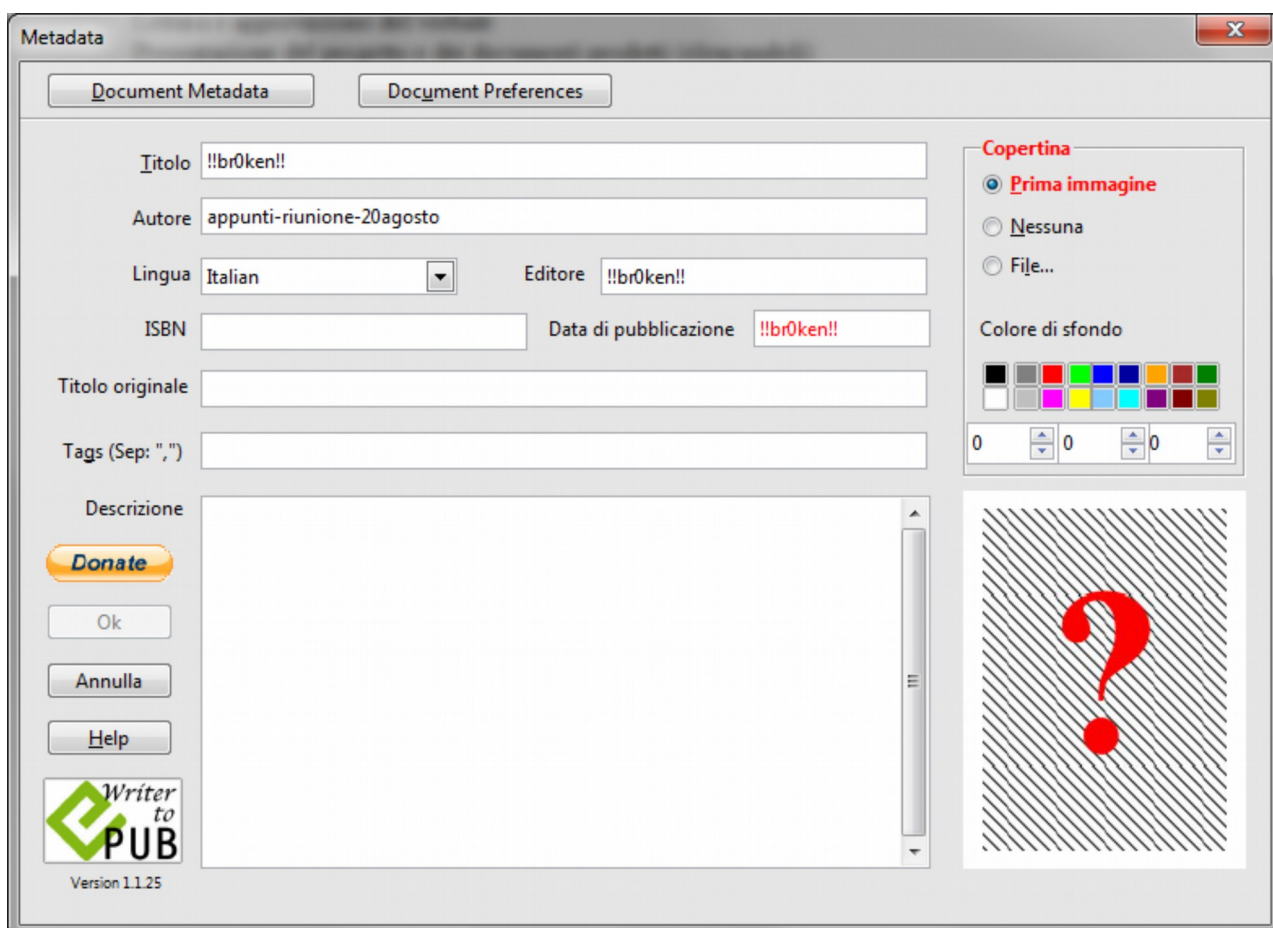 Metadata
Document Metadata Document Preferences
Titolo !!br0ken!!
Autore appunti-riunione-20agosto
Lingua Italian Editore !!br0ken!!
ISBN Data di pubblicazione !!br0ken!!
Titolo originale
Tags (Sep: ",")
Descrizione
Donate
Ok
Annulla
Help
Writer
to
ePUB
Version 1.1.25
Copertina
Prima immagine
Nessuna
File...
Colore di sfondo
0 0 0
?